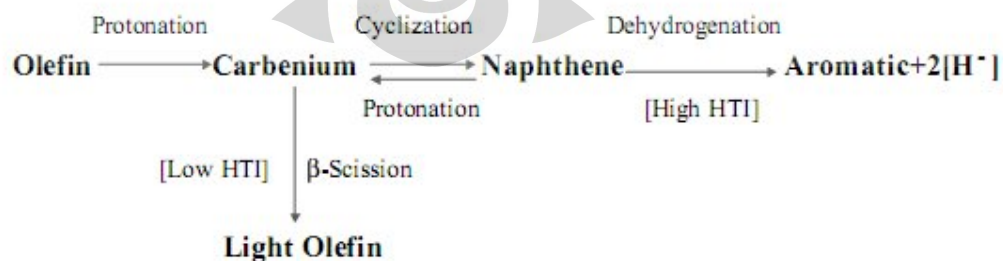 Protonation Cyclization Dehydrogenation
Olefin Carbenium Naphthene Aromatic+2[H⁻]
Protonation [High HTI]
[Low HTI] β-Scission
Light Olefin